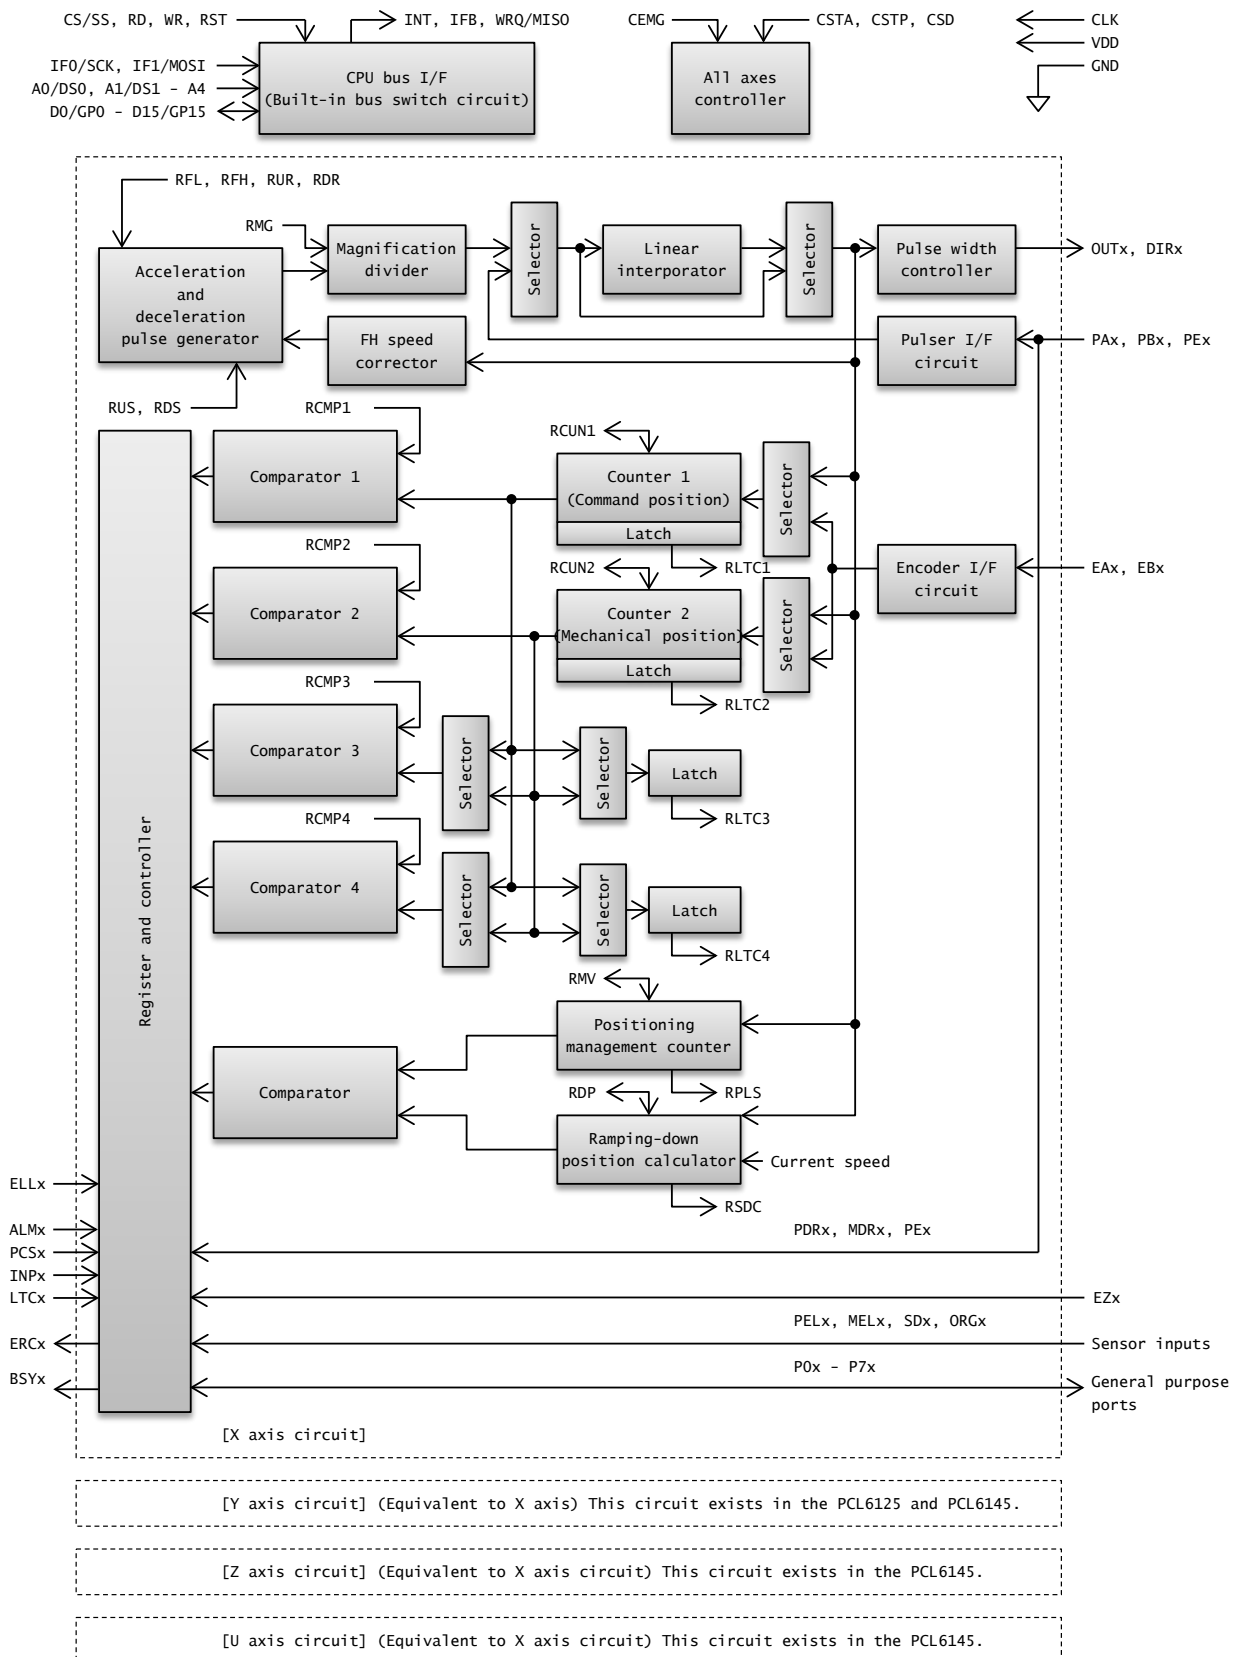 CS/SS, RD, WR, RST
INT, IFB, WRQ/MISO
CEMG
CSTA, CSTP, CSD
CLK
VDD
GND
IF0/SCK, IF1/MOSI
A0/DS0, A1/DS1 - A4
D0/GP0 - D15/GP15
CPU bus I/F
(Built-in bus switch circuit)
All axes
controller
RFL, RFH, RUR, RDR
RMG
Acceleration
and
deceleration
pulse generator
Magnification
divider
Selector
Linear
interporator
Selector
Pulse width
controller
OUTx, DIRx
FH speed
corrector
Pulser I/F
circuit
PAx, PBx, PEx
RUS, RDS
RCMP1
RCUN1
Comparator 1
Counter 1
(Command position)
Latch
Selector
RLTC1
RCMP2
RCUN2
Encoder I/F
circuit
EAx, EBx
Comparator 2
Counter 2
(Mechanical position)
Latch
Selector
RLTC2
RCMP3
Comparator 3
Selector
Selector
Latch
RLTC3
RCMP4
Comparator 4
Selector
Selector
Latch
RLTC4
Register and controller
RMV
Positioning
management counter
Comparator
RDP
RPLS
Ramping-down
position calculator
Current speed
RSDC
ELLx
ALMx
PCSx
INPx
LTCx
ERCx
BSYx
PDRx, MDRx, PEx
EZx
PELx, MELx, SDx, ORGx
Sensor inputs
P0x - P7x
General purpose
ports
[X axis circuit]
[Y axis circuit] (Equivalent to X axis) This circuit exists in the PCL6125 and PCL6145.
[Z axis circuit] (Equivalent to X axis circuit) This circuit exists in the PCL6145.
[U axis circuit] (Equivalent to X axis circuit) This circuit exists in the PCL6145.